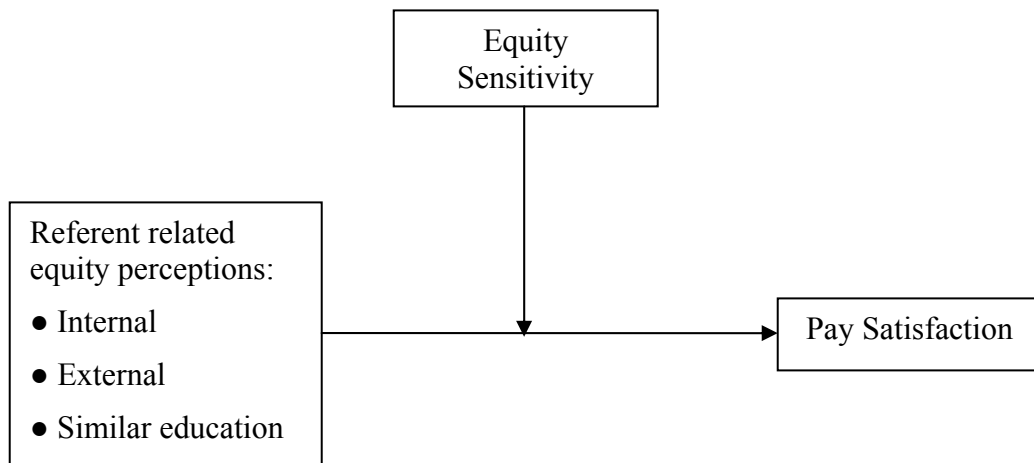 Equity
Sensitivity
Referent related
equity perceptions:
● Internal
● External
● Similar education
Pay Satisfaction